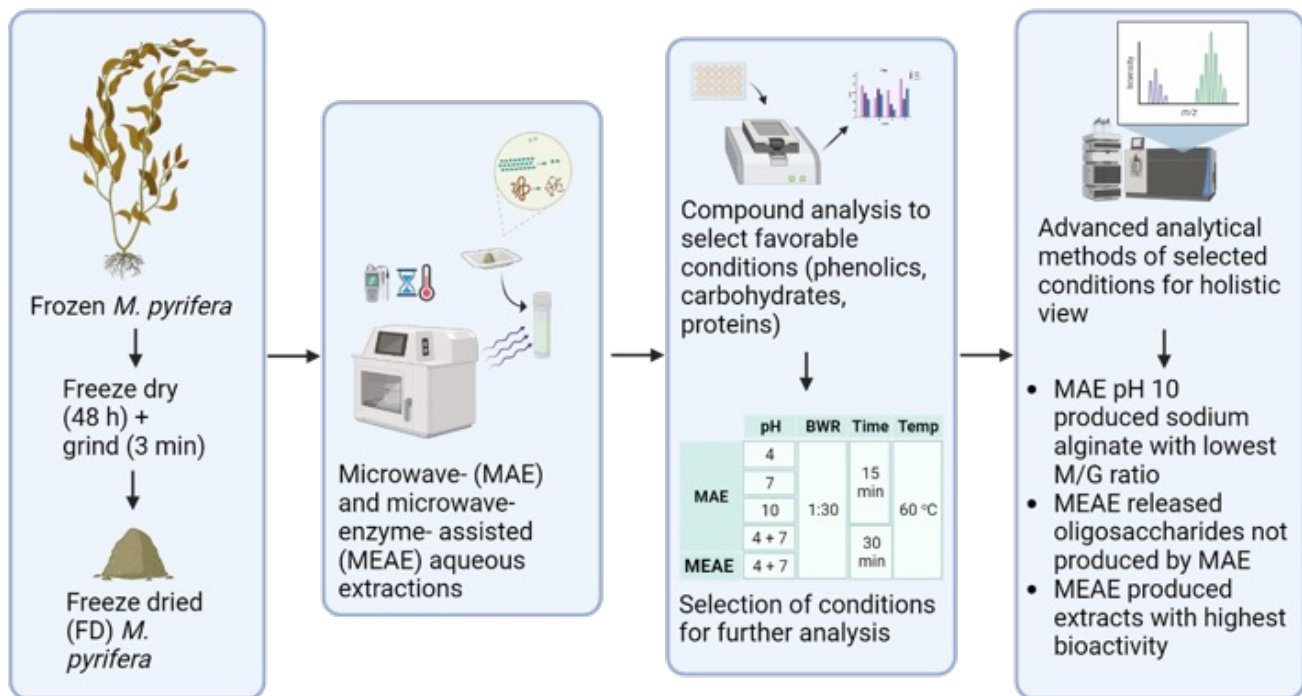 Frozen M. pyrifera
Freeze dry
(48 h) +
grind (3 min)
Freeze dried
(FD) M.
pyrifera
Microwave- (MAE)
and microwave-
enzyme- assisted
(MEAE) aqueous
extractions
Compound analysis to
select favorable
conditions (phenolics,
carbohydrates,
proteins)
pH BWR Time Temp
MAE
4
7
10
4 + 7
1:30
15
min
30
min
60 °C
MEAE
4 + 7
Selection of conditions
for further analysis
Intensity
m/z
Advanced analytical
methods of selected
conditions for holistic
view
• MAE pH 10
produced sodium
alginate with lowest
M/G ratio
• MEAE released
oligosaccharides not
produced by MAE
• MEAE produced
extracts with highest
bioactivity